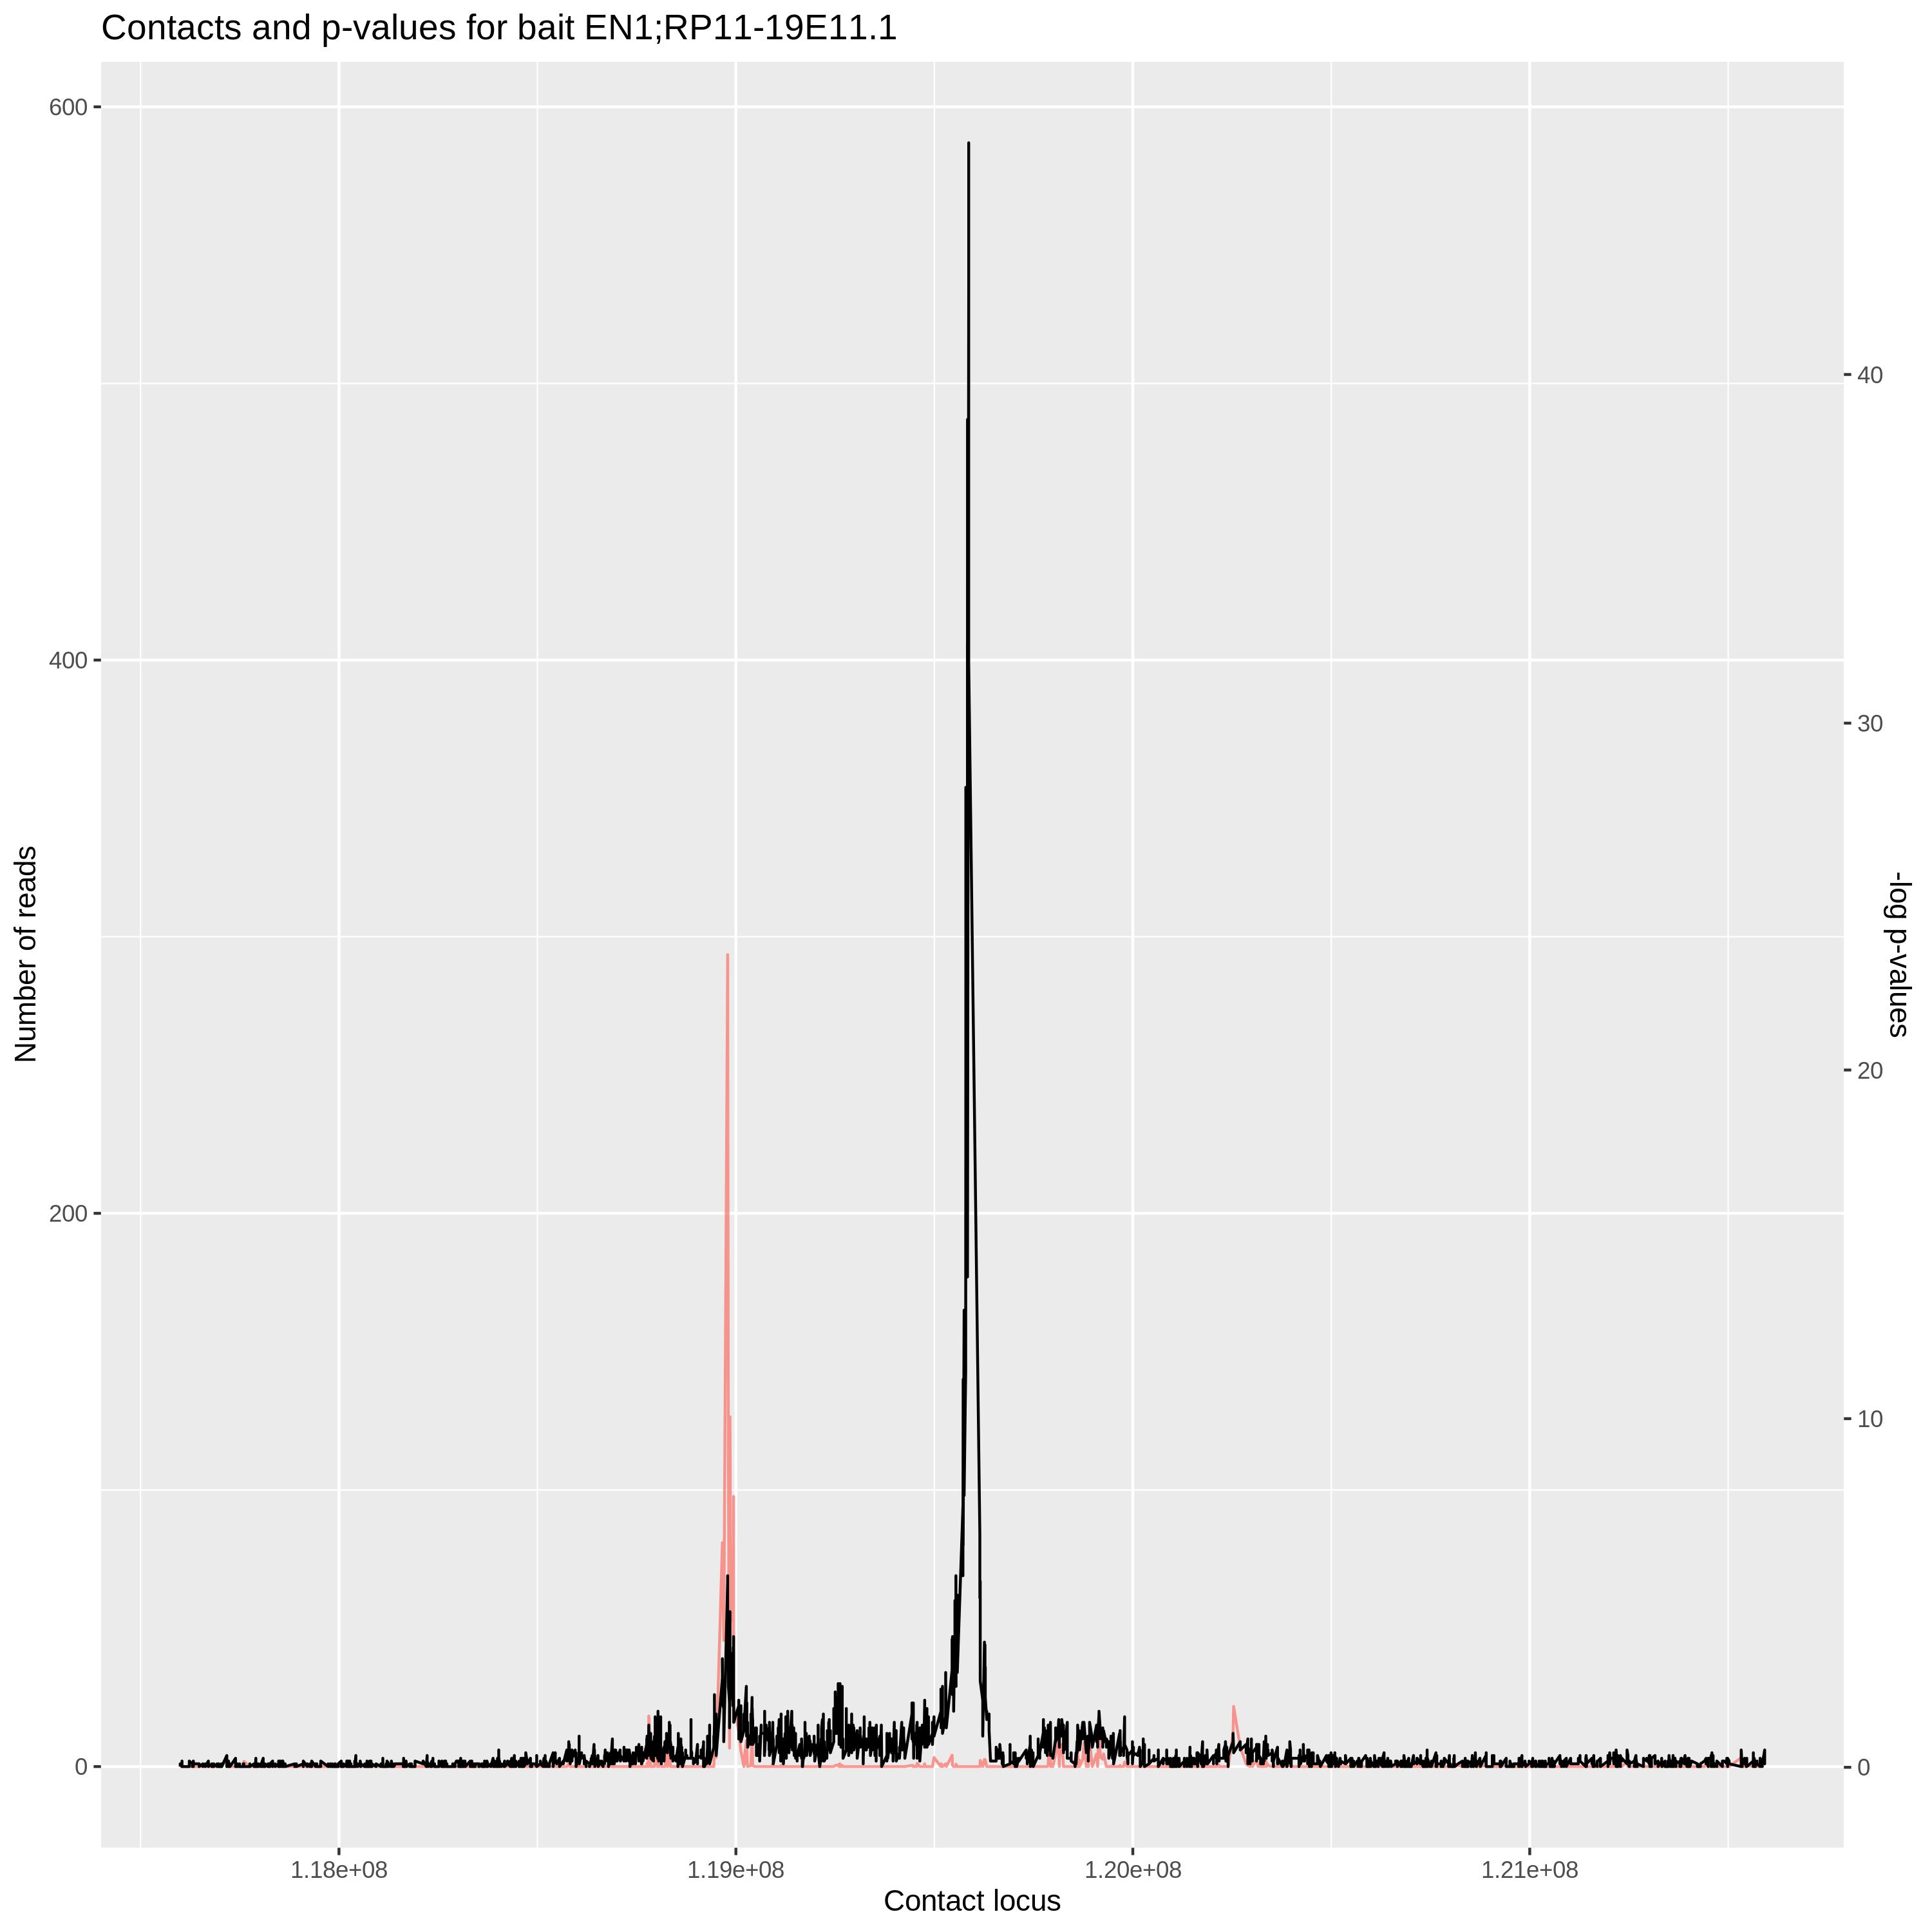 Contacts and p-values for bait EN1;RP11-19E11.1
600
400
200
0
Number of reads
40
30
20
10
0
-log p-values
1.18e+08
1.19e+08
1.20e+08
1.21e+08
Contact locus